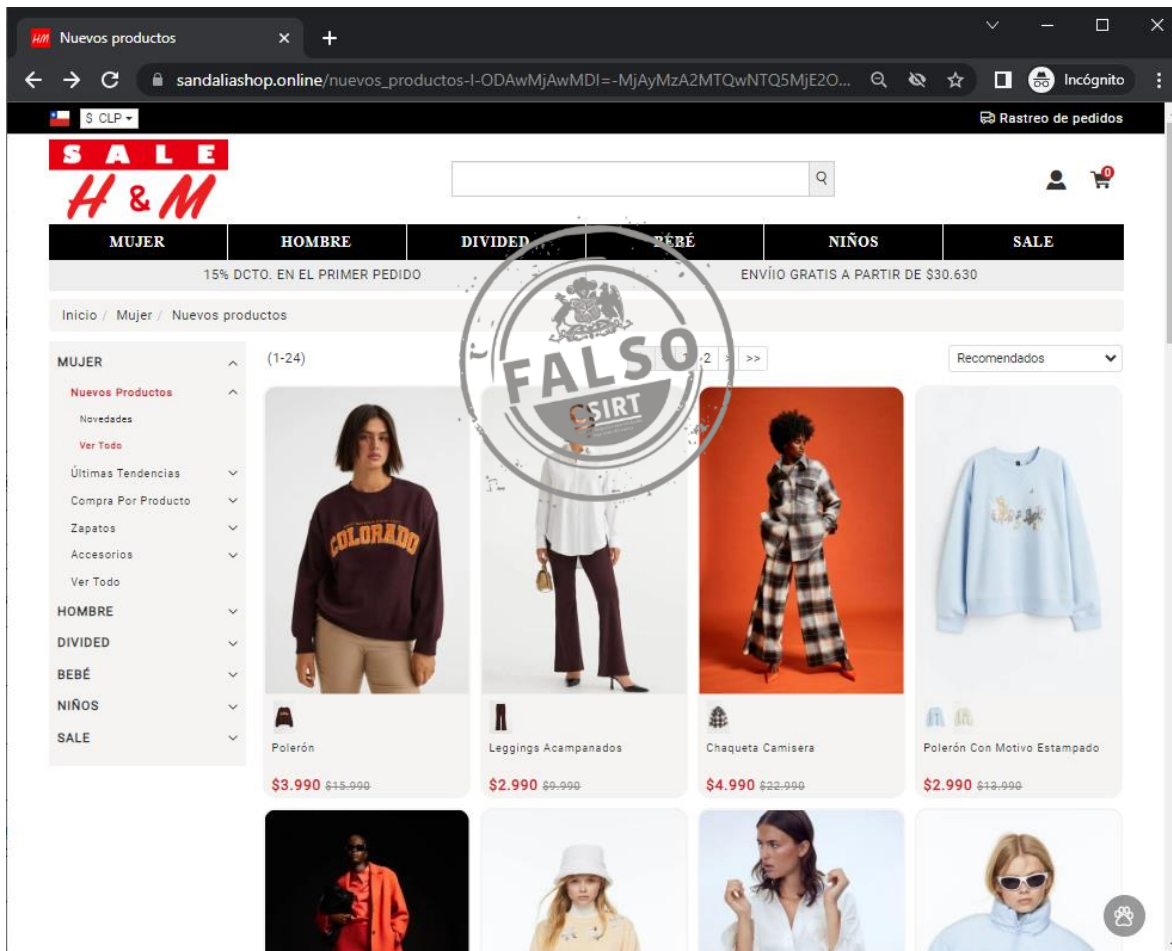 HM Nuevos productos
sandaliashop.online/nuevos_productos-l-ODAwMjAwMDI=-MjAyMzA2MTQwNTQ5MjE2O...
Incógnito
$ CLP
Rastreo de pedidos
SALE
H & M
0
MUJER HOMBRE DIVIDED BEBÉ NIÑOS SALE
15% DCTO. EN EL PRIMER PEDIDO ENVÍIO GRATIS A PARTIR DE $30.630
Inicio / Mujer / Nuevos productos
FALSO
CSIRT
(1-24) 1 2 > >> Recomendados
MUJER
Nuevos Productos
Novedades
Ver Todo
Últimas Tendencias
Compra Por Producto
Zapatos
Accesorios
Ver Todo
HOMBRE
DIVIDED
BEBÉ
NIÑOS
SALE
COLORADO
Polerón Leggings Acampanados Chaqueta Camisera Polerón Con Motivo Estampado
$3.990 $15.990 $2.990 $9.990 $4.990 $22.990 $2.990 $13.990